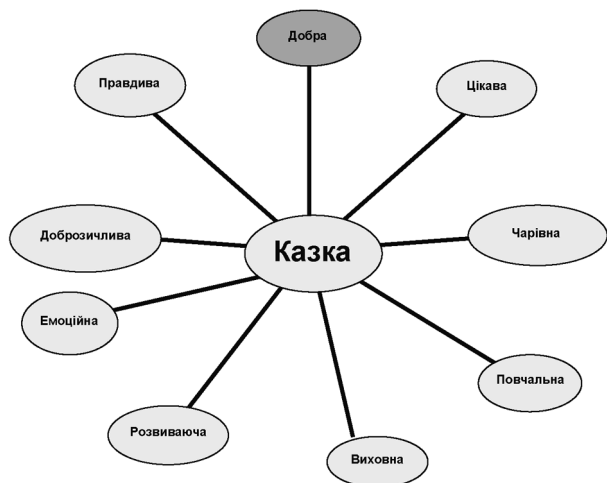 Добра
Правдива
Цікава
Доброзичлива
Казка
Чарівна
Емоційна
Повчальна
Розвиваюча
Виховна